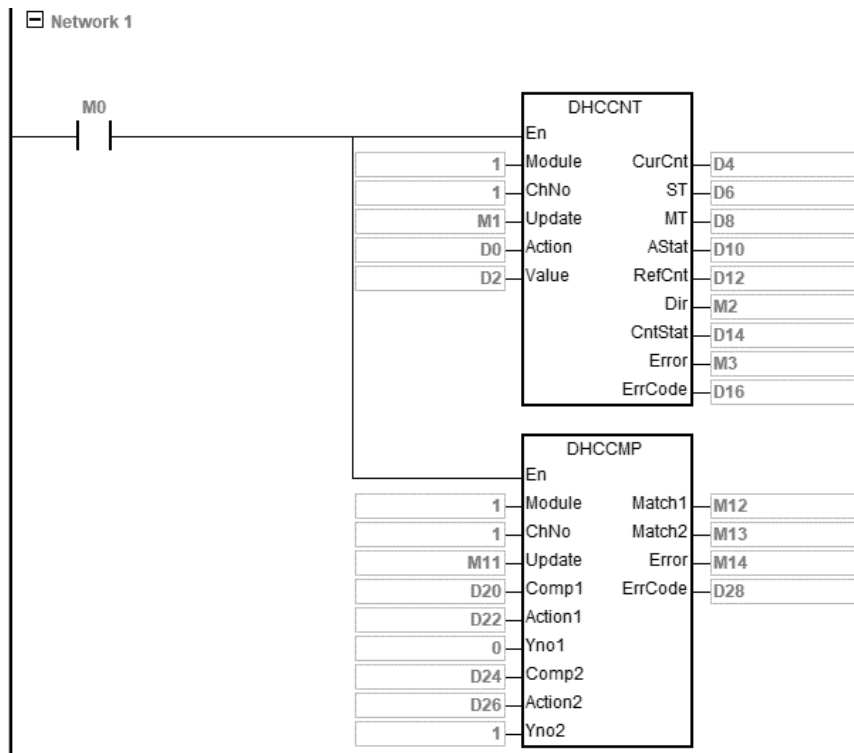 Network 1
M0
DHCCNT
En
1 Module CurCnt D4
1 ChNo ST D6
M1 Update MT D8
D0 Action AStat D10
D2 Value RefCnt D12
Dir M2
CntStat D14
Error M3
ErrCode D16
DHCCMP
En
1 Module Match1 M12
1 ChNo Match2 M13
M11 Update Error M14
D20 Comp1 ErrCode D28
D22 Action1
0 Yno1
D24 Comp2
D26 Action2
1 Yno2